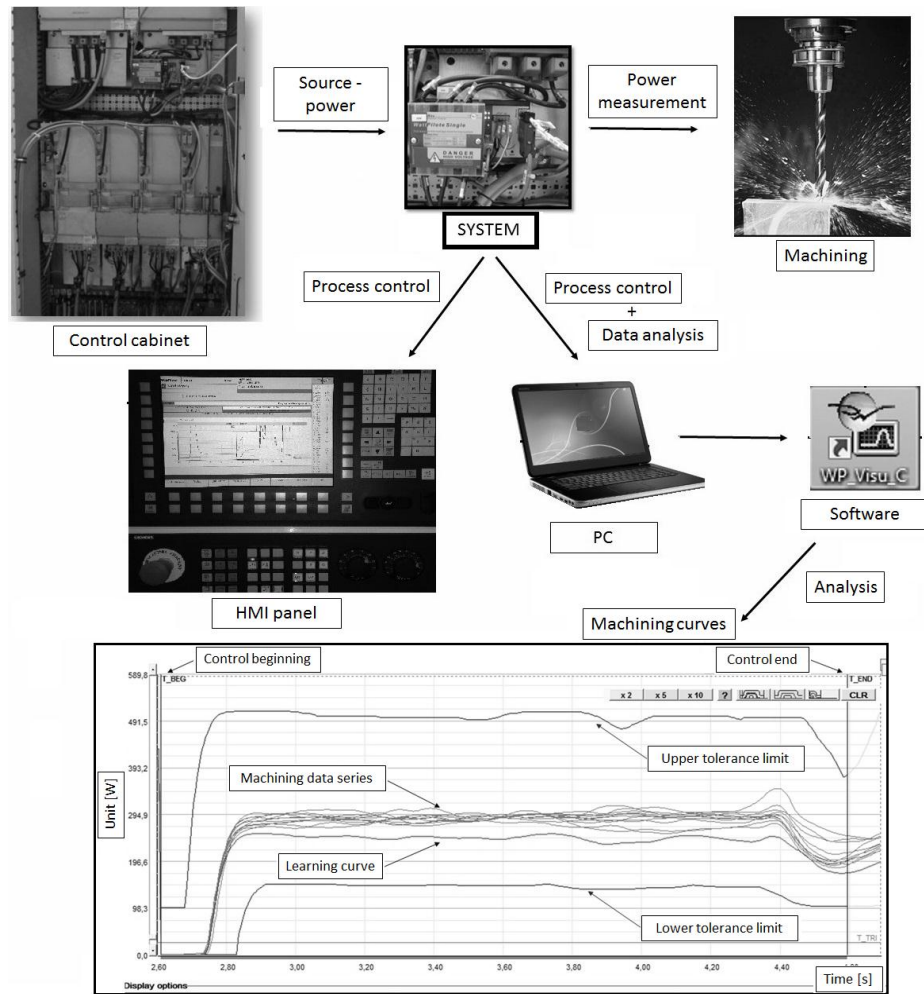 Source -
power
Power
measurement
WattPilote Single
DANGER
SYSTEM
Machining
Process control
Process control
+
Data analysis
Control cabinet
WP_Visu_C
PC
Software
HMI panel
Analysis
Machining curves
Control beginning
Control end
589,8
T_BEG
T_END
x 2
x 5
x 10
?
CLR
491,5
Upper tolerance limit
393,2
Machining data series
Unit [W]
294,9
196,6
Learning curve
98,3
Lower tolerance limit
T_TRI
0,0
2,60
2,80
3,00
3,20
3,40
3,60
3,80
4,00
4,20
4,40
Time [s]
Display options